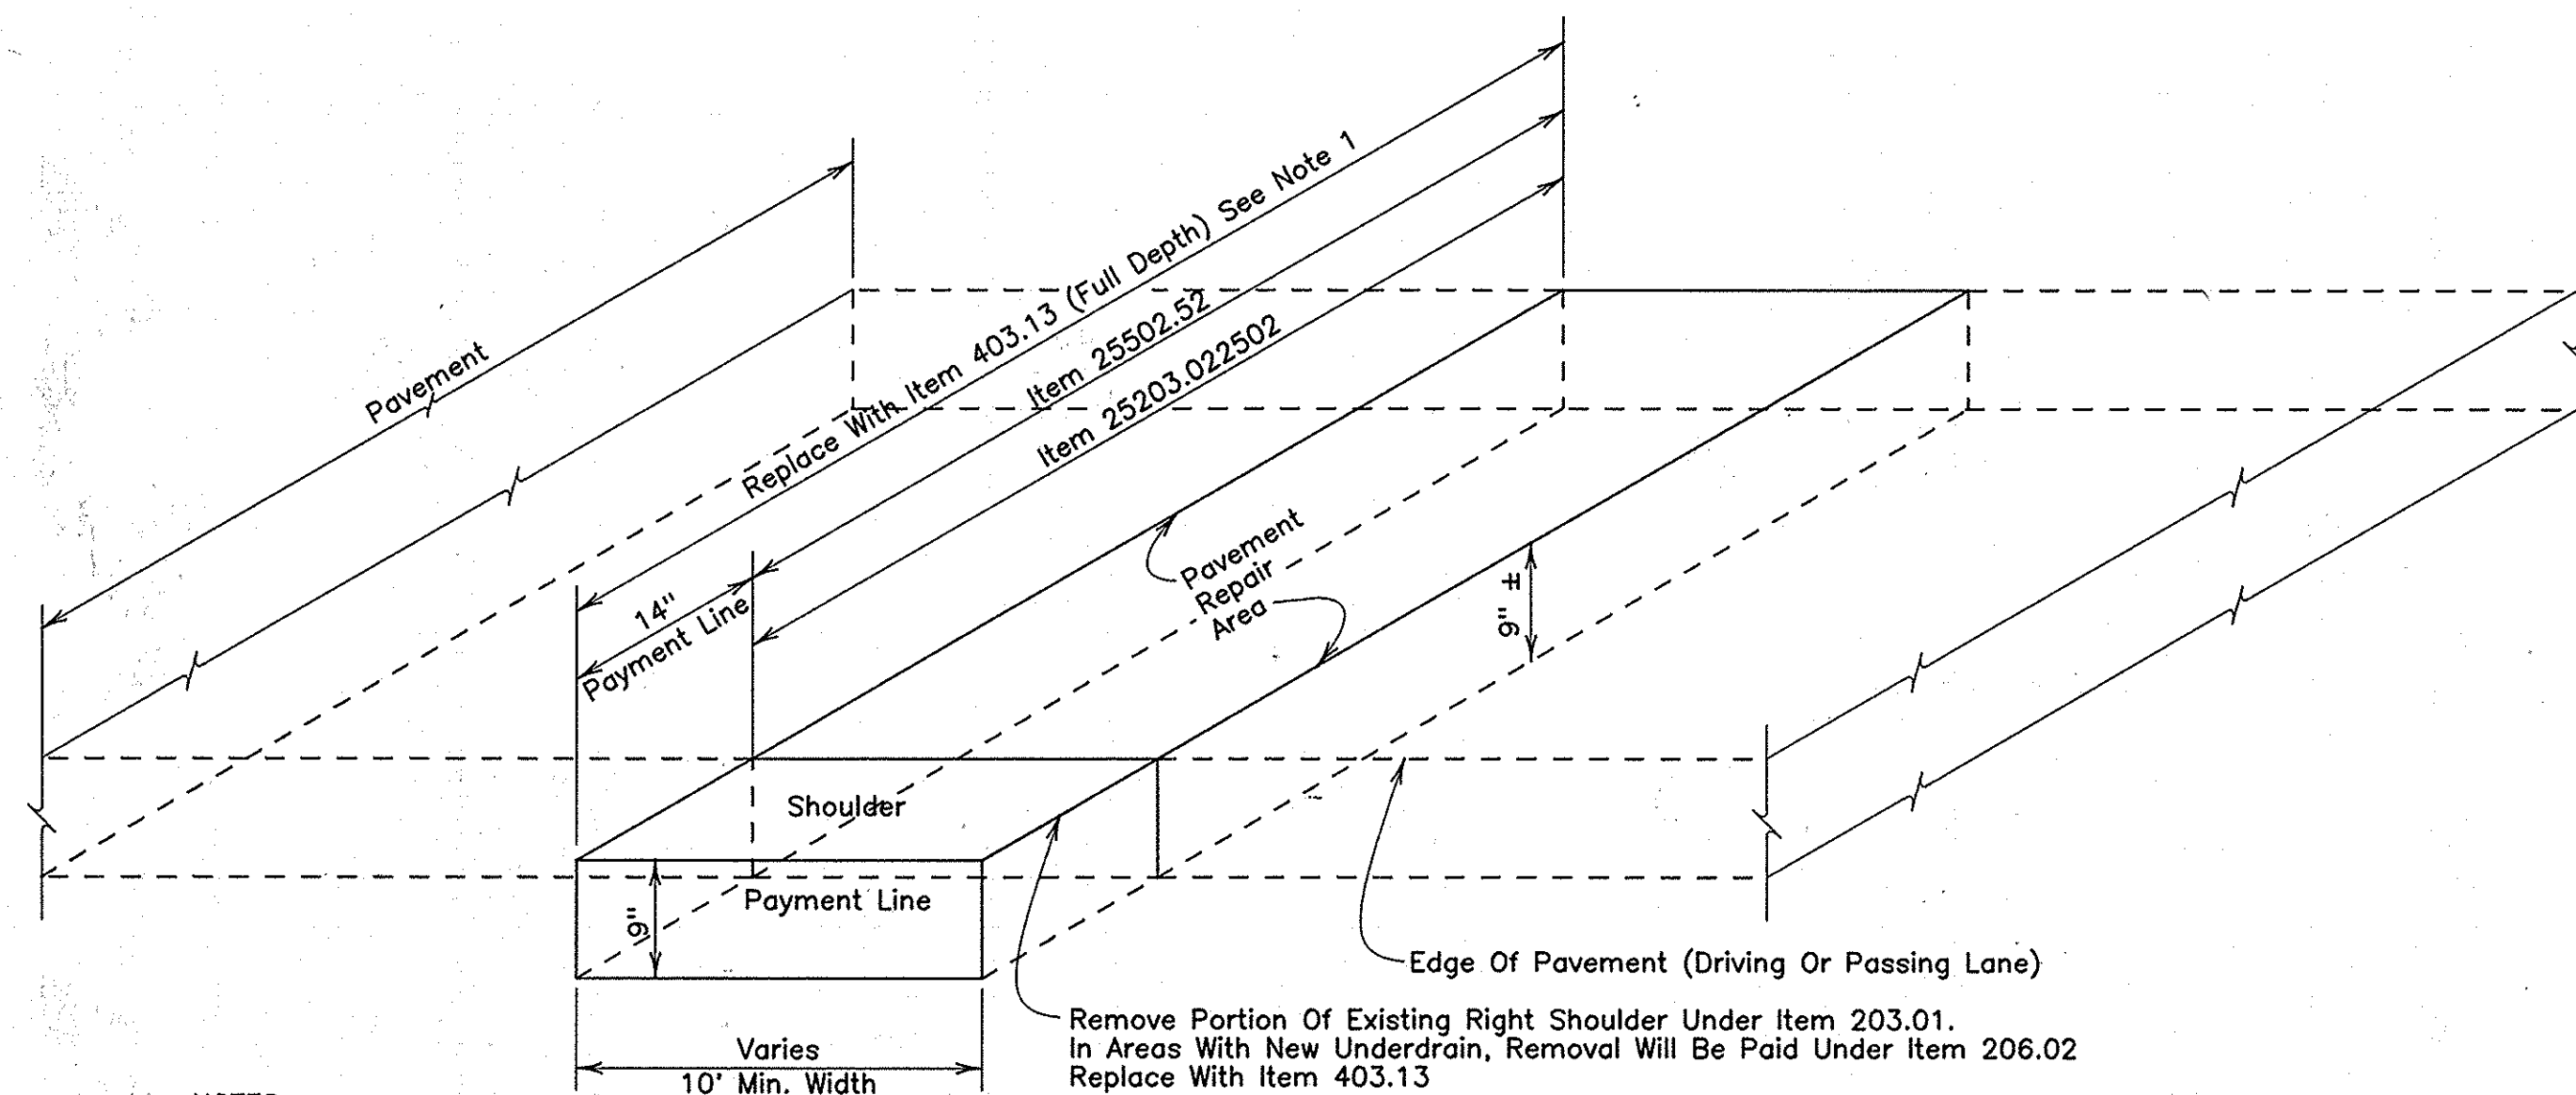 Pavement
Replace With Item 403.13 (Full Depth) See Note 1
Item 25502.52
Item 25203.022502
14"
Payment Line
Pavement
Repair
Area
9" ±
Shoulder
Payment Line
9"
Edge Of Pavement (Driving Or Passing Lane)
Remove Portion Of Existing Right Shoulder Under Item 203.01.
In Areas With New Underdrain, Removal Will Be Paid Under Item 206.02
Replace With Item 403.13
Varies
10' Min. Width